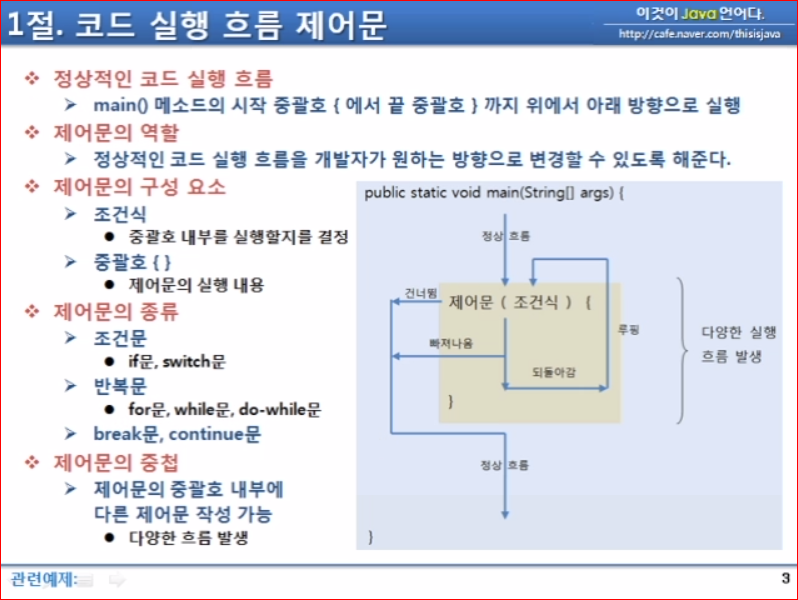 1절. 코드 실행 흐름 제어문
이것이 Java 언어다.
http://cafe.naver.com/thisisjava
정상적인 코드 실행 흐름
main() 메소드의 시작 중괄호 { 에서 끝 중괄호 } 까지 위에서 아래 방향으로 실행
제어문의 역할
정상적인 코드 실행 흐름을 개발자가 원하는 방향으로 변경할 수 있도록 해준다.
제어문의 구성 요소
조건식
중괄호 내부를 실행할지를 결정
중괄호 { }
제어문의 실행 내용
제어문의 종류
조건문
if문, switch문
반복문
for문, while문, do-while문
break문, continue문
제어문의 중첩
제어문의 중괄호 내부에
다른 제어문 작성 가능
다양한 흐름 발생
public static void main(String[] args) {
정상 흐름
건너뜀
제어문 ( 조건식 ) {
루핑
빠져나옴
되돌아감
}
정상 흐름
}
다양한 실행
흐름 발생
관련예제:
3